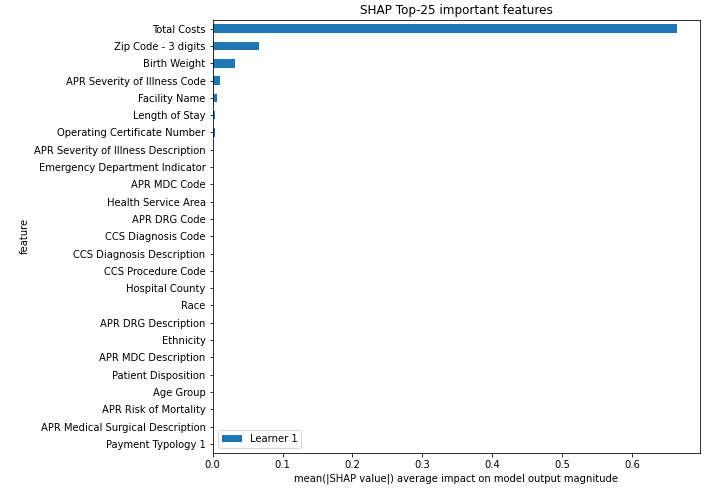 SHAP Top-25 important features
Total Costs
Zip Code - 3 digits
Birth Weight
APR Severity of Illness Code
Facility Name
Length of Stay
Operating Certificate Number
APR Severity of Illness Description
Emergency Department Indicator
APR MDC Code
Health Service Area
APR DRG Code
CCS Diagnosis Code
CCS Diagnosis Description
CCS Procedure Code
Hospital County
Race
APR DRG Description
Ethnicity
APR MDC Description
Patient Disposition
Age Group
APR Risk of Mortality
APR Medical Surgical Description
Payment Typology 1
feature
Learner 1
0.0 0.1 0.2 0.3 0.4 0.5 0.6
mean(|SHAP value|) average impact on model output magnitude